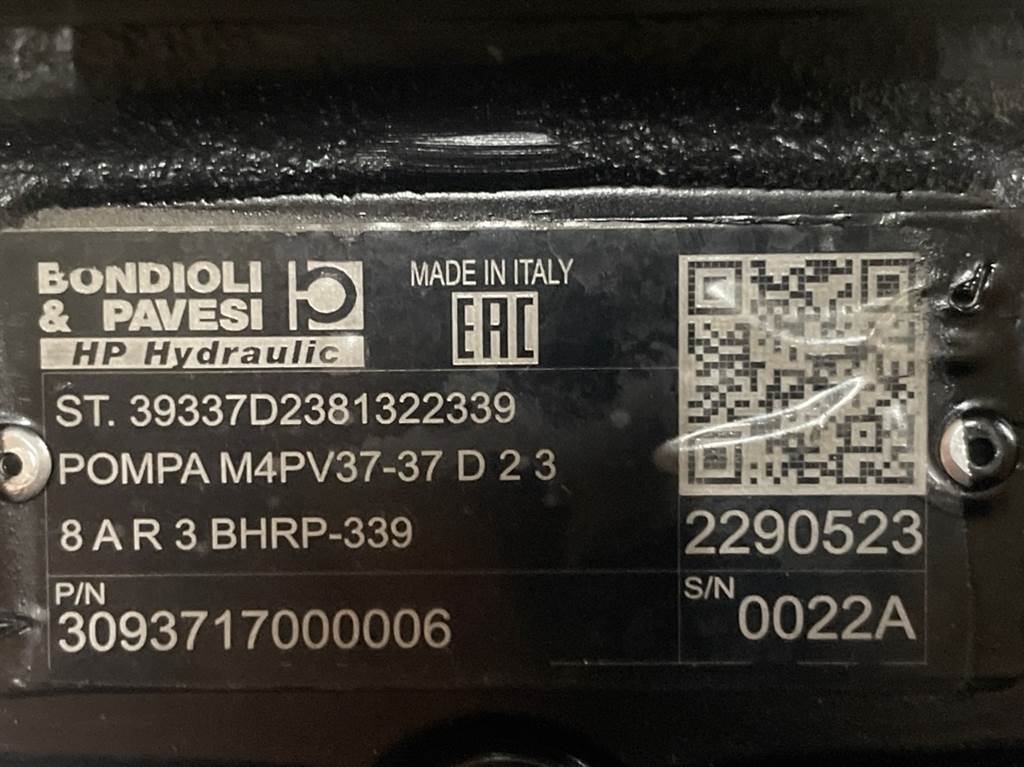 BONDIOLI
& PAVESI
HP Hydraulic
MADE IN ITALY
EAC
ST. 39337D2381322339
POMPA M4PV37-37 D 2 3
8 A R 3 BHRP-339
2290523
P/N
3093717000006
S/N
0022A